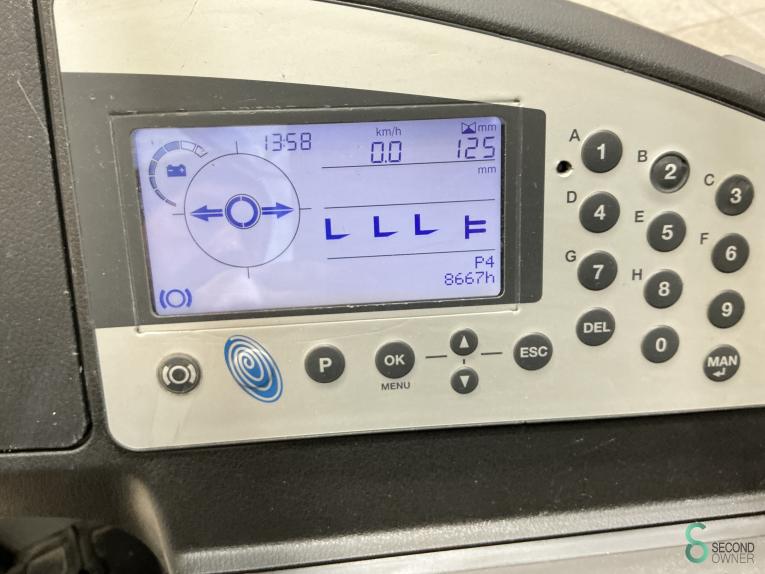 13:58
km/h
0.0
mm
125
mm
P4
8667h
A 1
B 2
C 3
D 4
E 5
F 6
G 7
H 8
9
DEL
0
MAN
P
OK
MENU
ESC
SECOND
OWNER